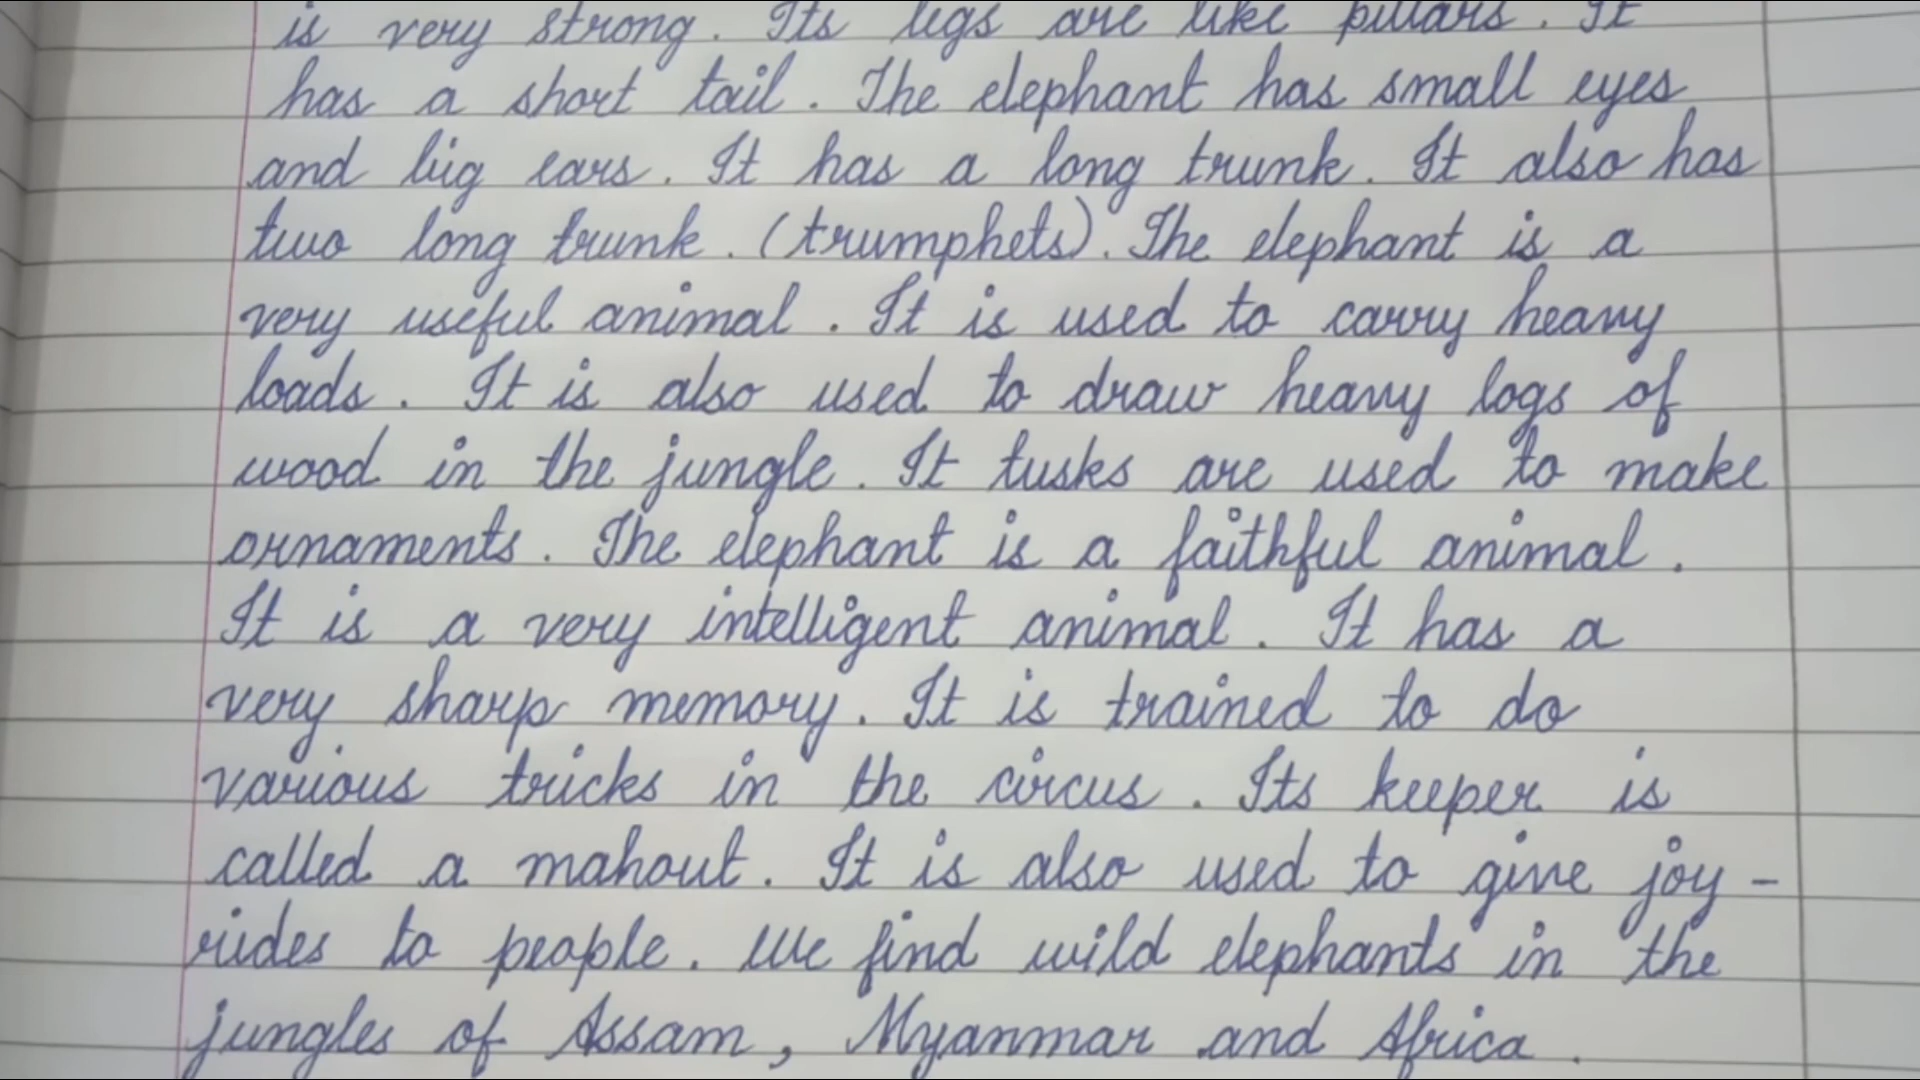 is very strong. Its legs are like pillars. It
has a short tail. The elephant has small eyes
and big ears. It has a long trunk. It also has
two long trunk. (trumphets). The elephant is a
very useful animal. It is used to carry heavy
loads. It is also used to draw heavy logs of
wood in the jungle. It tusks are used to make
ornaments. The elephant is a faithful animal.
It is a very intelligent animal. It has a
very sharp memory. It is trained to do
various tricks in the circus. Its keeper is
called a mahout. It is also used to give joy-
rides to people. We find wild elephants in the
jungles of Assam, Myanmar and Africa.